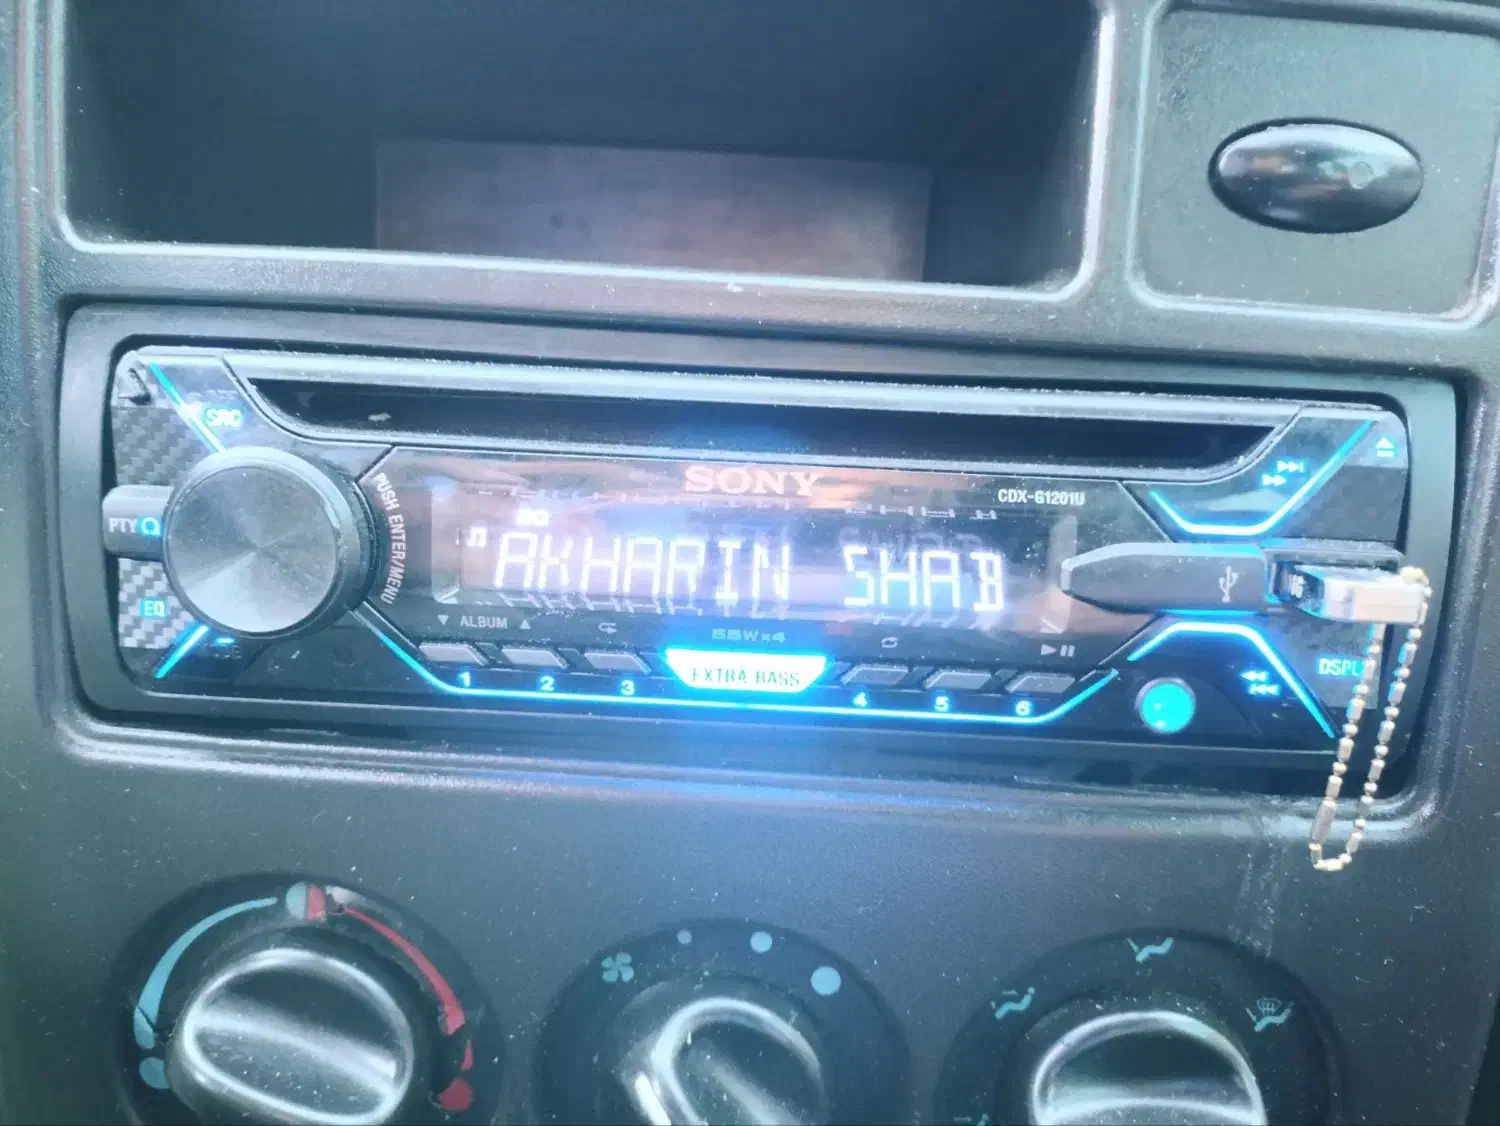 SRC
SONY
CDX-G1201U
PUSH ENTER/MENU
PTY
AKHARIN SHAB
EQ
ALBUM
55W x4
EXTRA BASS
DSPL
1 2 3 4 5 6